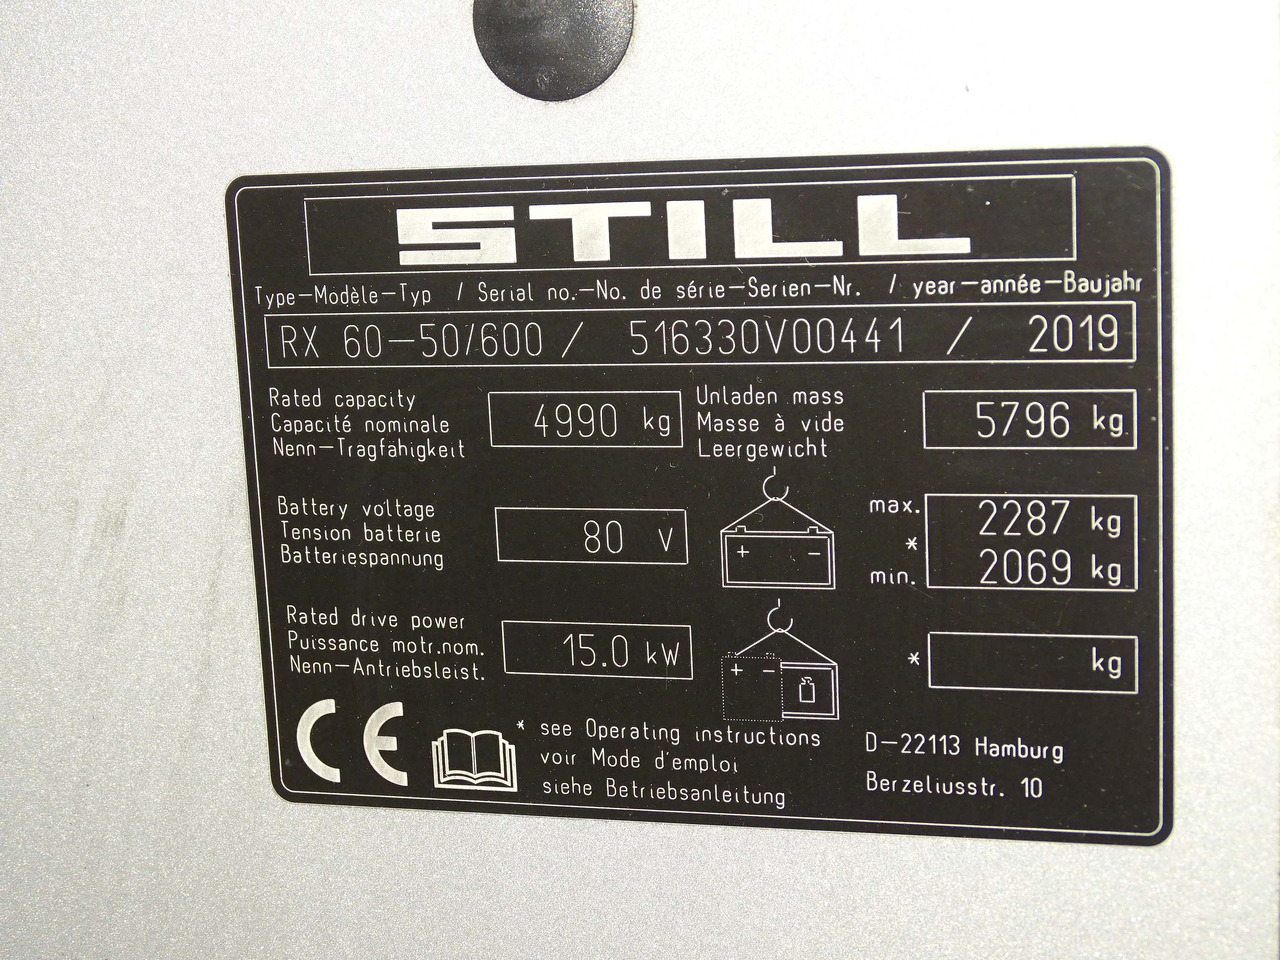 STILL
Type-Modèle-Typ / Serial no.-No. de série-Serien-Nr. / year-année-Baujahr
RX 60-50/600 / 516330V00441 / 2019
Rated capacity
Capacité nominale
Nenn-Tragfähigkeit
4990 kg
Unladen mass
Masse à vide
Leergewicht
5796 kg
Battery voltage
Tension batterie
Batteriespannung
80 V
+ -
max. 2287 kg
*
min. 2069 kg
Rated drive power
Puissance motr.nom.
Nenn-Antriebsleist.
15.0 kW
+ -
* kg
CE
* see Operating instructions
voir Mode d'emploi
siehe Betriebsanleitung
D-22113 Hamburg
Berzeliusstr. 10